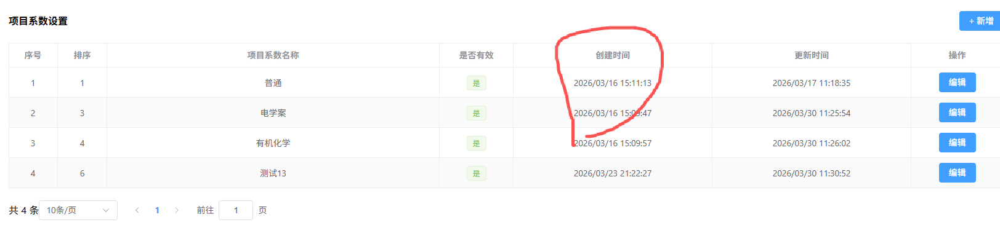 项目系数设置
+ 新增
序号 排序 项目系数名称 是否有效 创建时间 更新时间 操作
1 1 普通 是 2026/03/16 15:11:13 2026/03/17 11:18:35 编辑
2 3 电学案 是 2026/03/16 15:09:47 2026/03/30 11:25:54 编辑
3 4 有机化学 是 2026/03/16 15:09:57 2026/03/30 11:26:02 编辑
4 6 测试13 是 2026/03/23 21:22:27 2026/03/30 11:30:52 编辑
共 4 条 10条/页 1 前往 1 页